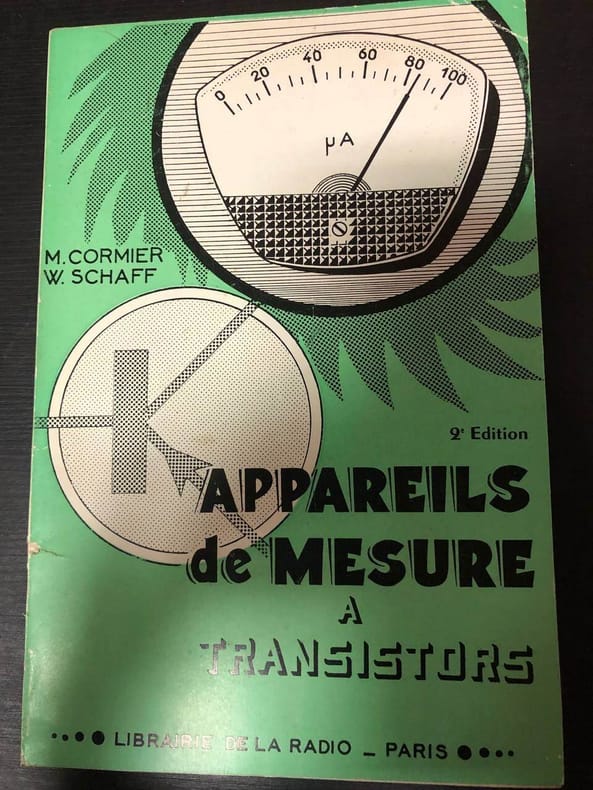 0 20 40 60 80 100
µA
M. CORMIER
W. SCHAFF
2e Edition
APPAREILS
de MESURE
A
TRANSISTORS
LIBRAIRIE DE LA RADIO _ PARIS